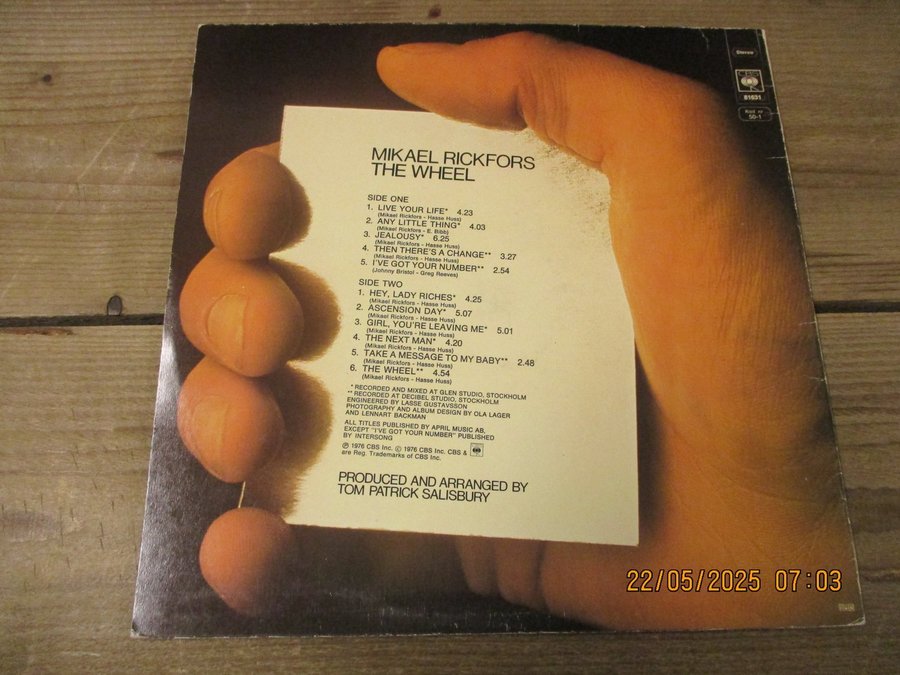 Stereo
CBS
81631
Kod nr
50-1
MIKAEL RICKFORS
THE WHEEL
SIDE ONE
1. LIVE YOUR LIFE* 4.23
(Mikael Rickfors - Hasse Huss)
2. ANY LITTLE THING* 4.03
(Mikael Rickfors - E. Bibb)
3. JEALOUSY* 6.25
(Mikael Rickfors - Hasse Huss)
4. THEN THERE'S A CHANGE** 3.27
(Mikael Rickfors - Hasse Huss)
5. I'VE GOT YOUR NUMBER** 2.54
(Johnny Bristol - Greg Reeves)
SIDE TWO
1. HEY, LADY RICHES* 4.25
(Mikael Rickfors - Hasse Huss)
2. ASCENSION DAY* 5.07
(Mikael Rickfors - Hasse Huss)
3. GIRL, YOU'RE LEAVING ME* 5.01
(Mikael Rickfors - Hasse Huss)
4. THE NEXT MAN* 4.20
(Mikael Rickfors - Hasse Huss)
5. TAKE A MESSAGE TO MY BABY** 2.48
(Mikael Rickfors - Hasse Huss)
6. THE WHEEL** 4.54
(Mikael Rickfors - Hasse Huss)
* RECORDED AND MIXED AT GLEN STUDIO, STOCKHOLM
** RECORDED AT DECIBEL STUDIO, STOCKHOLM
ENGINEERED BY LASSE GUSTAVSSON
PHOTOGRAPHY AND ALBUM DESIGN BY OLA LAGER
AND LENNART BACKMAN
ALL TITLES PUBLISHED BY APRIL MUSIC AB,
EXCEPT "I'VE GOT YOUR NUMBER" PUBLISHED
BY INTERSONG
℗ 1976 CBS Inc. © 1976 CBS Inc. CBS &
are Reg. Trademarks of CBS Inc.
PRODUCED AND ARRANGED BY
TOM PATRICK SALISBURY
22/05/2025 07:03